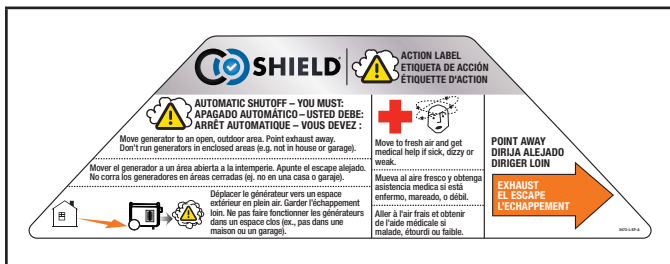 CO SHIELD®
ACTION LABEL
ETIQUETA DE ACCIÓN
ÉTIQUETTE D'ACTION
AUTOMATIC SHUTOFF – YOU MUST:
APAGADO AUTOMÁTICO – USTED DEBE:
ARRÊT AUTOMATIQUE – VOUS DEVEZ :
Move generator to an open, outdoor area. Point exhaust away.
Don't run generators in enclosed areas (e.g. not in house or garage).
Mover el generador a un área abierta a la intemperie. Apunte el escape alejado.
No corra los generadores en áreas cerradas (ej. no en una casa o garaje).
Déplacer le générateur vers un espace
extérieur en plein air. Garder l'échappement
loin. Ne pas faire fonctionner les générateurs
dans un espace clos (ex., pas dans une
maison ou un garage).
Move to fresh air and get
medical help if sick, dizzy or
weak.
Mueva al aire fresco y obtenga
asistencia medica si está
enfermo, mareado, o débil.
Aller à l'air frais et obtenir
de l'aide médicale si
malade, étourdi ou faible.
POINT AWAY
DIRIJA ALEJADO
DIRIGER LOIN
EXHAUST
EL ESCAPE
L'ECHAPPEMENT